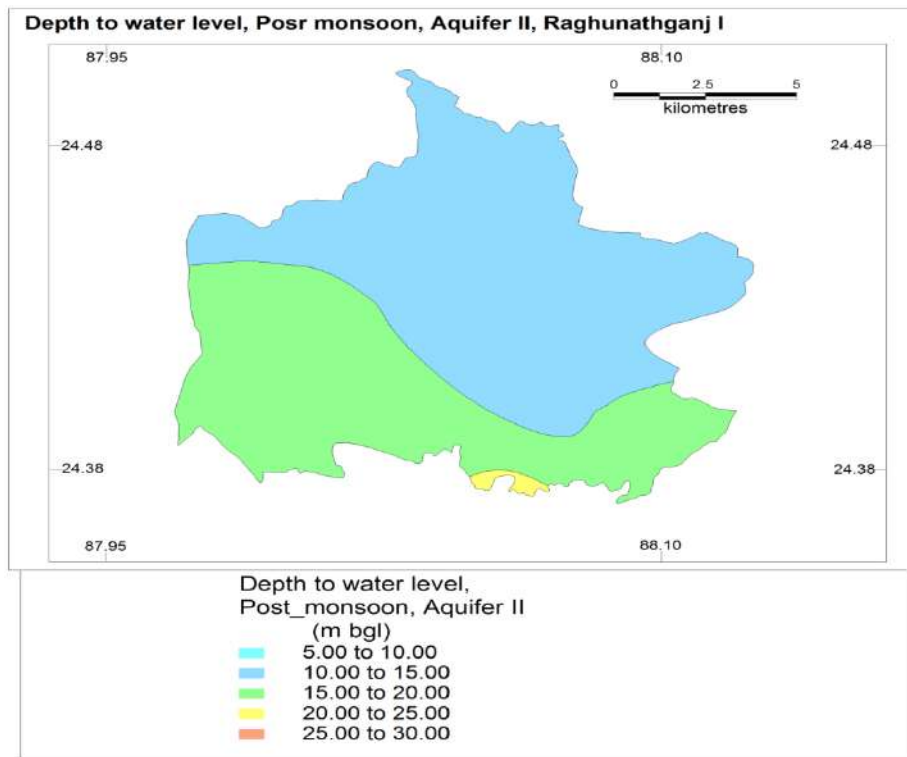 Depth to water level, Posr monsoon, Aquifer II, Raghunathganj I
87.95 88.10
0 2.5 5
kilometres
24.48 24.48
24.38 24.38
87.95 88.10
Depth to water level,
Post_monsoon, Aquifer II
(m bgl)
5.00 to 10.00
10.00 to 15.00
15.00 to 20.00
20.00 to 25.00
25.00 to 30.00